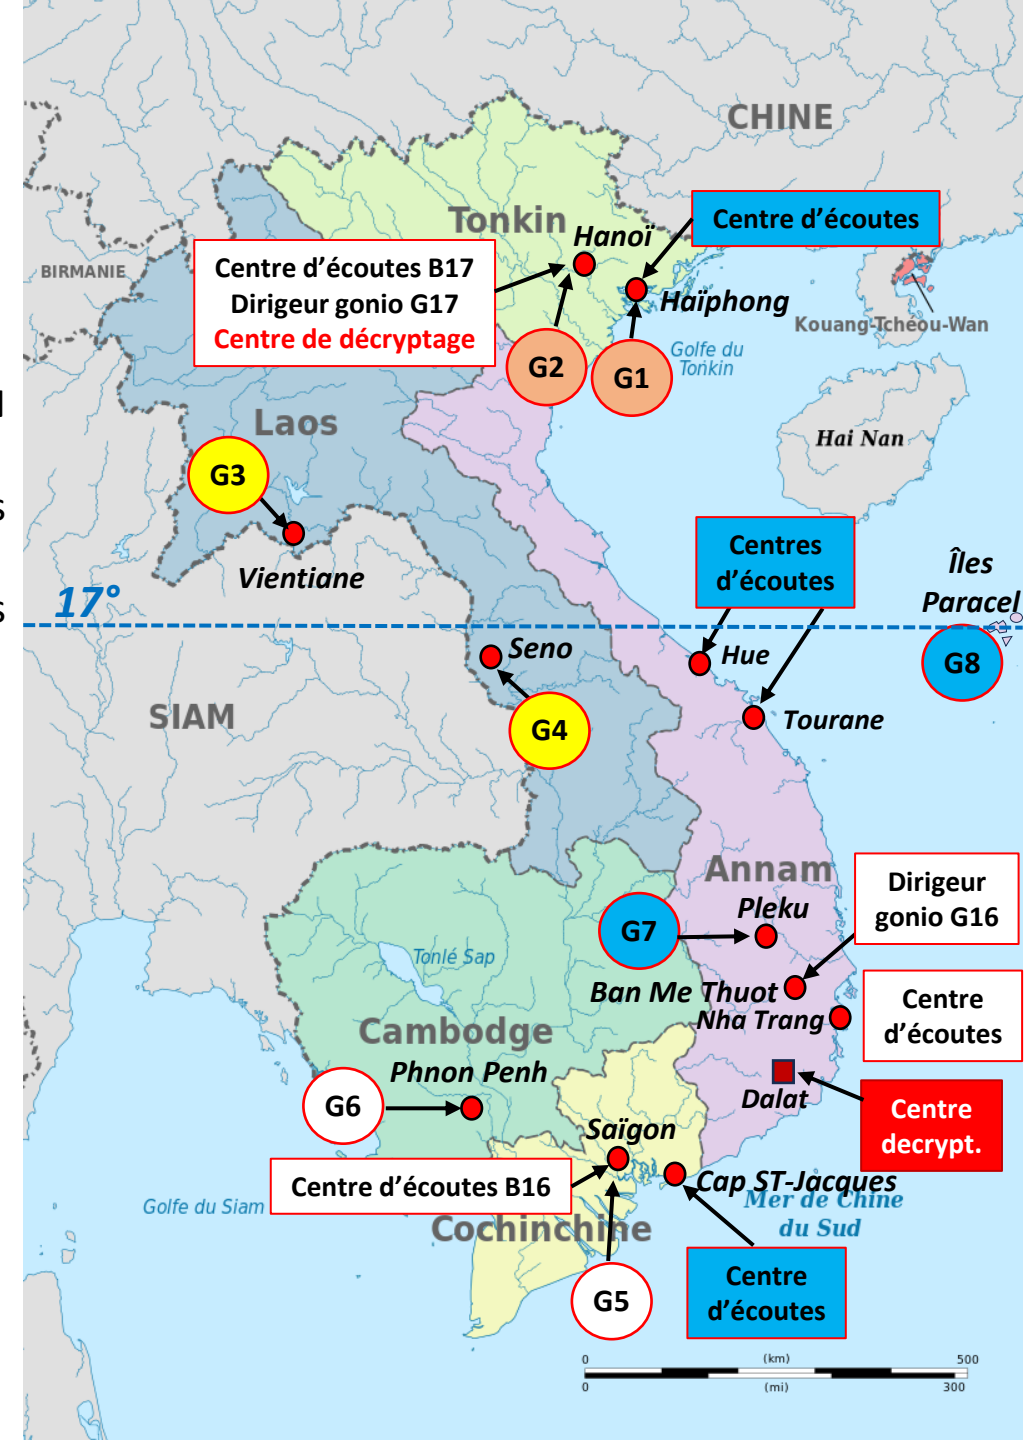 CHINE
Centre d'écoutes
Tonkin
Hanoï
Centre d'écoutes B17
Dirigeur gonio G17
Centre de décryptage
BIRMANIE
Haïphong
Kouang-Tchéou-Wan
G2
G1
Golfe du
Tonkin
Laos
Hai Nan
G3
Centres
d'écoutes
Îles
Paracel
Vientiane
17°
Seno
Hue
G8
SIAM
G4
Tourane
Annam
Dirigeur
gonio G16
Pleku
G7
Tonlé Sap
Ban Me Thuot
Nha Trang
Centre
d'écoutes
Cambodge
Phnon Penh
Dalat
G6
Centre
decrypt.
Saïgon
Centre d'écoutes B16
Cap ST-Jacques
Golfe du Siam
Mer de Chine
du Sud
Cochinchine
G5
Centre
d'écoutes
0 (km) 500
0 (mi) 300